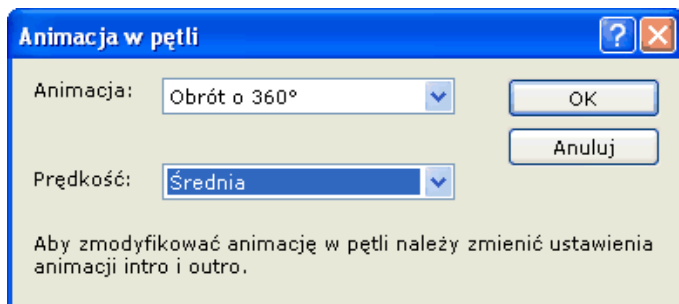 Animacja w pętli
Animacja: Obrót o 360° OK
Anuluj
Prędkość: Średnia
Aby zmodyfikować animację w pętli należy zmienić ustawienia
animacji intro i outro.